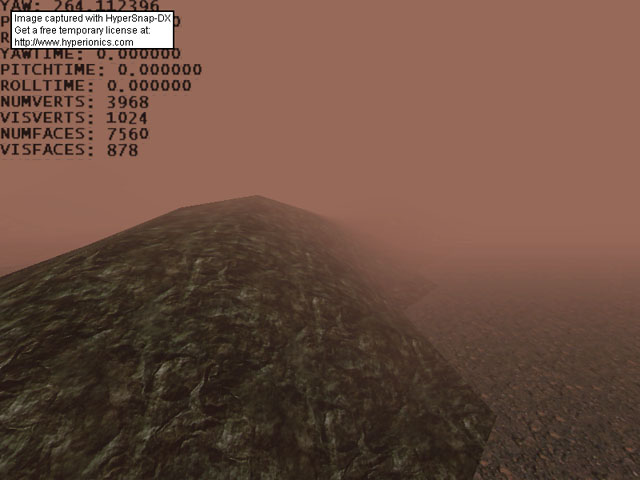 YAW: 264.112396
Image captured with HyperSnap-DX
Get a free temporary license at:
http://www.hyperionics.com
YAWTIME: 0.000000
PITCHTIME: 0.000000
ROLLTIME: 0.000000
NUMVERTS: 3968
VISVERTS: 1024
NUMFACES: 7560
VISFACES: 878